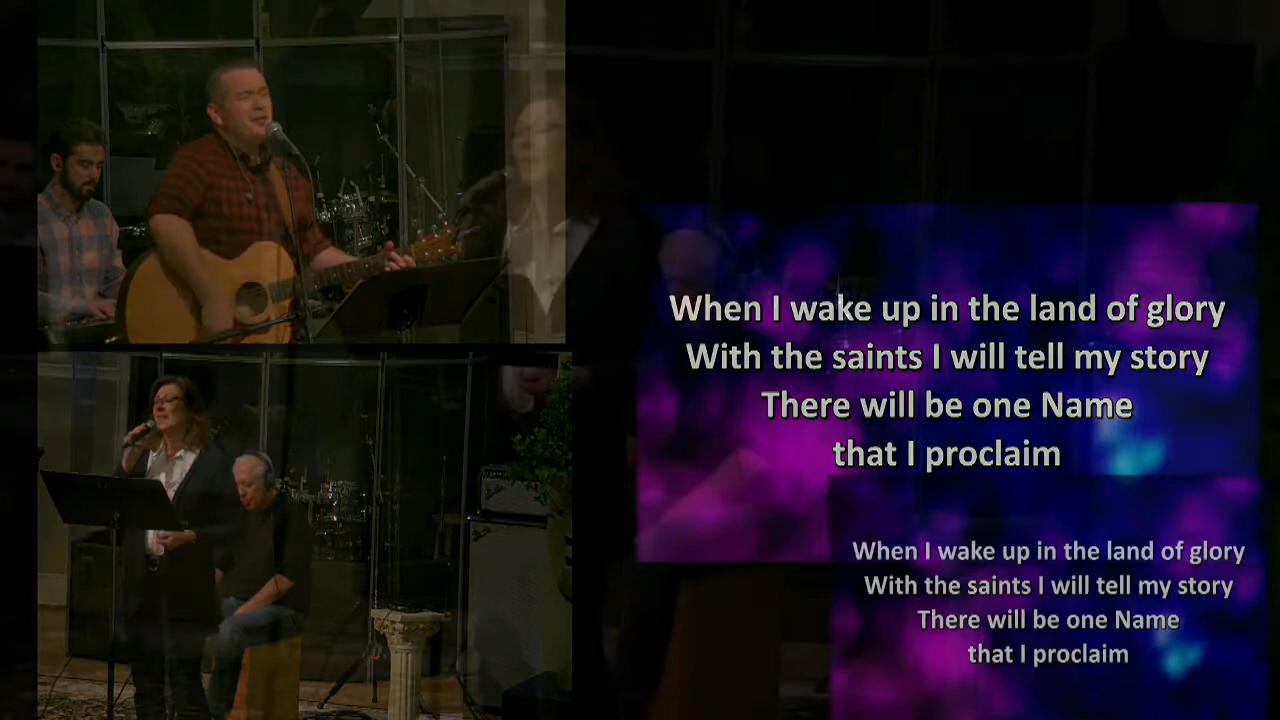 When I wake up in the land of glory
With the saints I will tell my story
There will be one Name
that I proclaim
When I wake up in the land of glory
With the saints I will tell my story
There will be one Name
that I proclaim